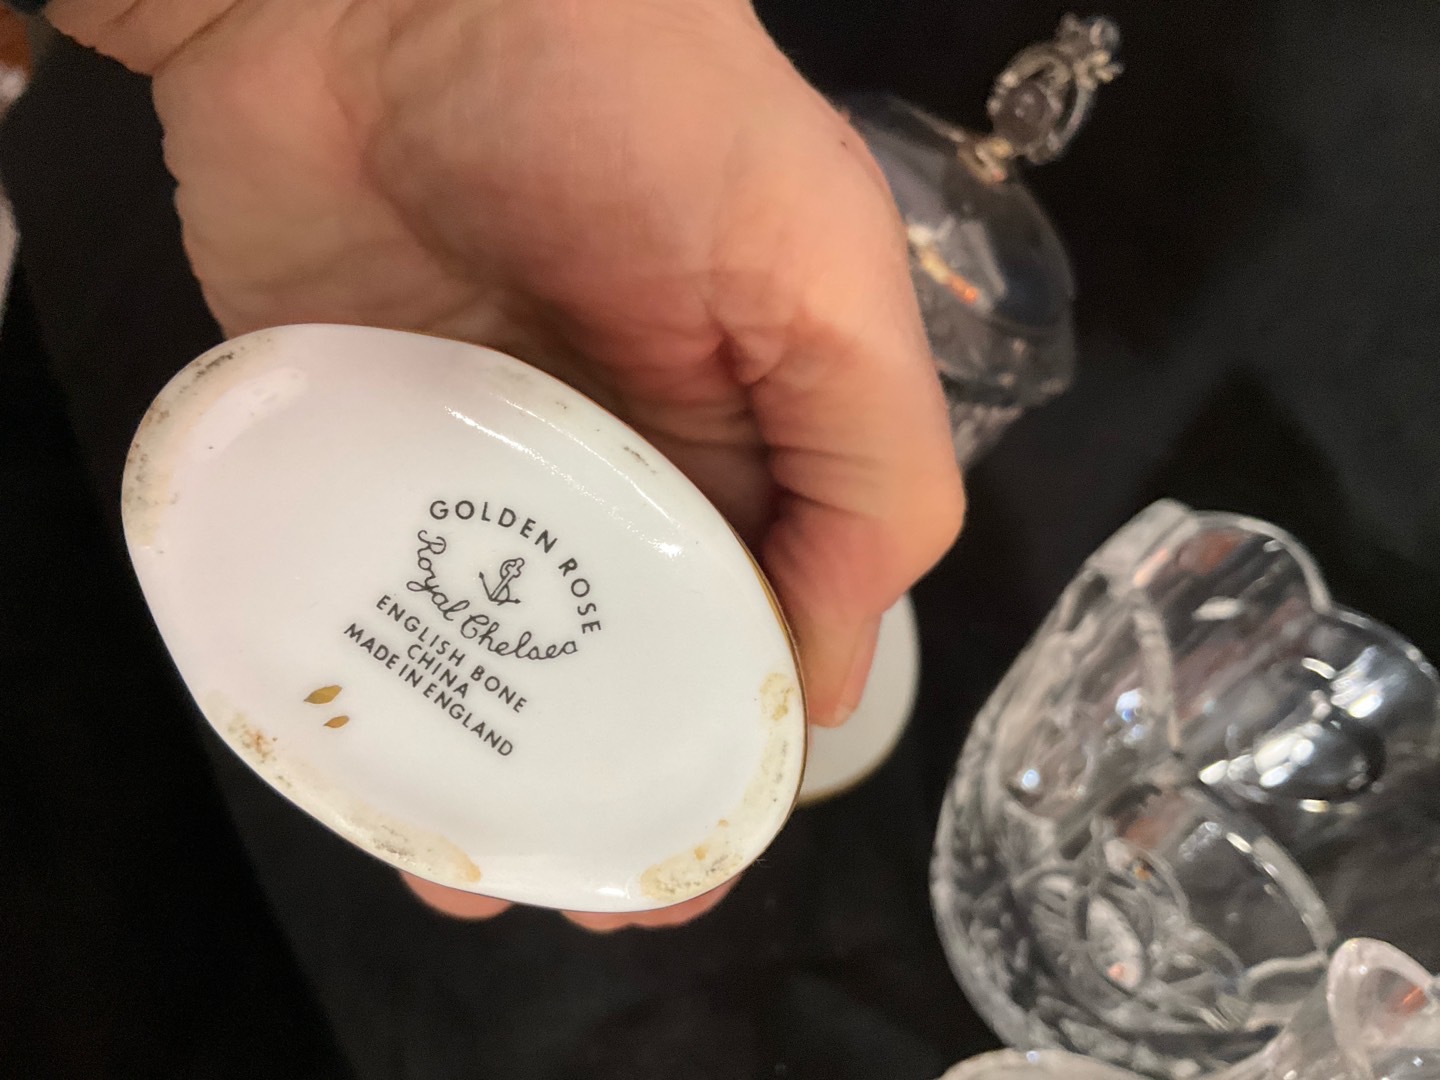 GOLDEN ROSE
Royal Chelsea
ENGLISH BONE
CHINA
MADE IN ENGLAND